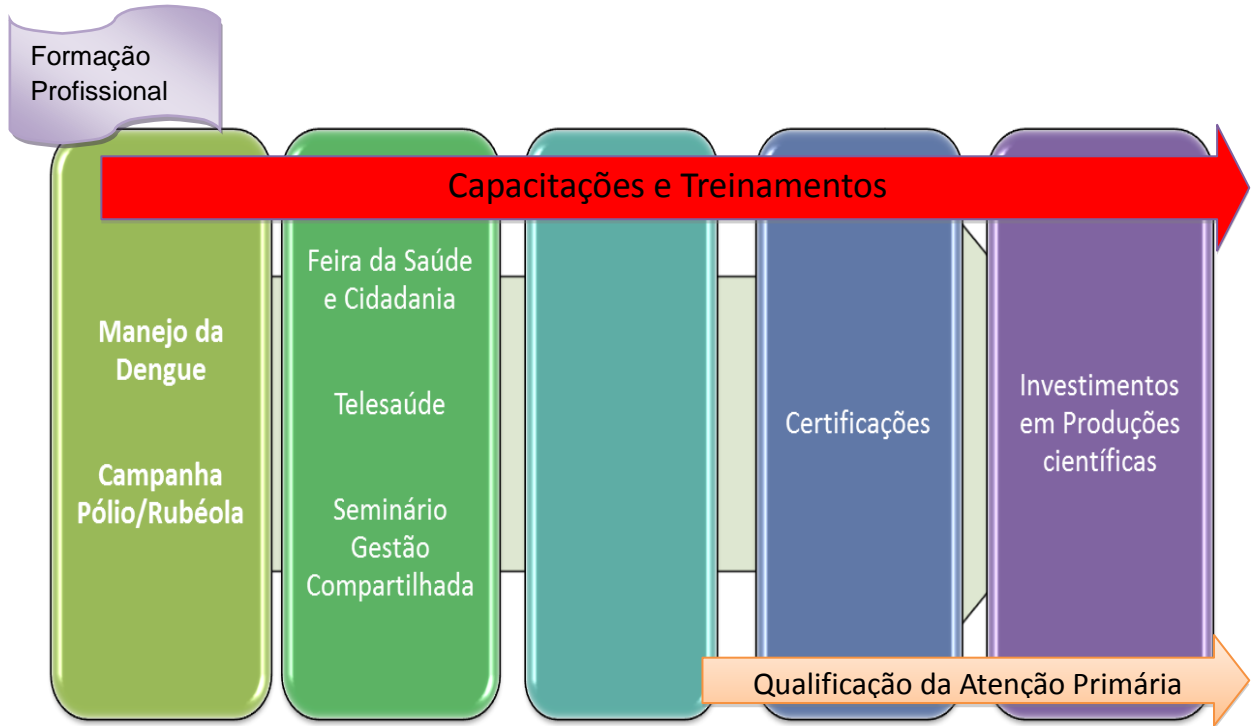 Formação
Profissional
Capacitações e Treinamentos
Manejo da
Dengue
Campanha
Pólio/Rubéola
Feira da Saúde
e Cidadania
Telesaúde
Seminário
Gestão
Compartilhada
Certificações
Investimentos
em Produções
científicas
Qualificação da Atenção Primária